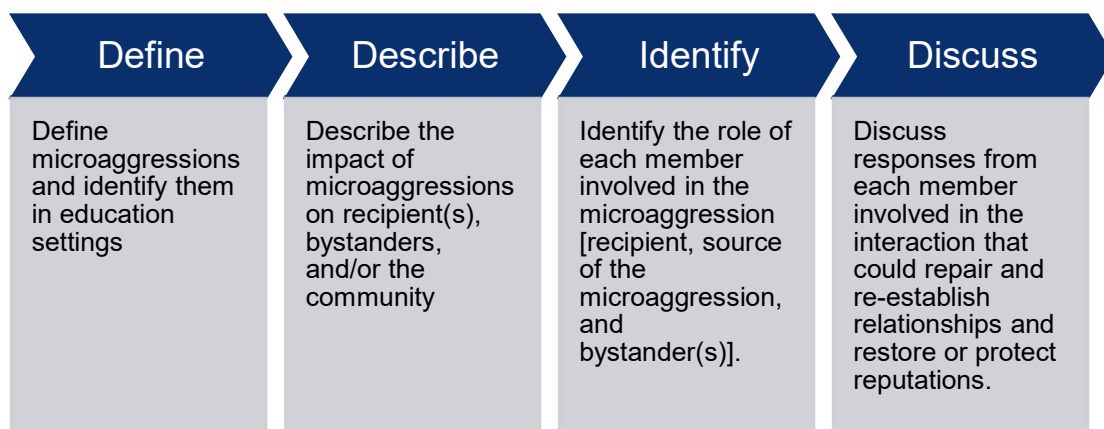 Define
Define
microaggressions
and identify them
in education
settings
Describe
Describe the
impact of
microaggressions
on recipient(s),
bystanders,
and/or the
community
Identify
Identify the role of
each member
involved in the
microaggression
[recipient, source
of the
microaggression,
and
bystander(s)].
Discuss
Discuss
responses from
each member
involved in the
interaction that
could repair and
re-establish
relationships and
restore or protect
reputations.